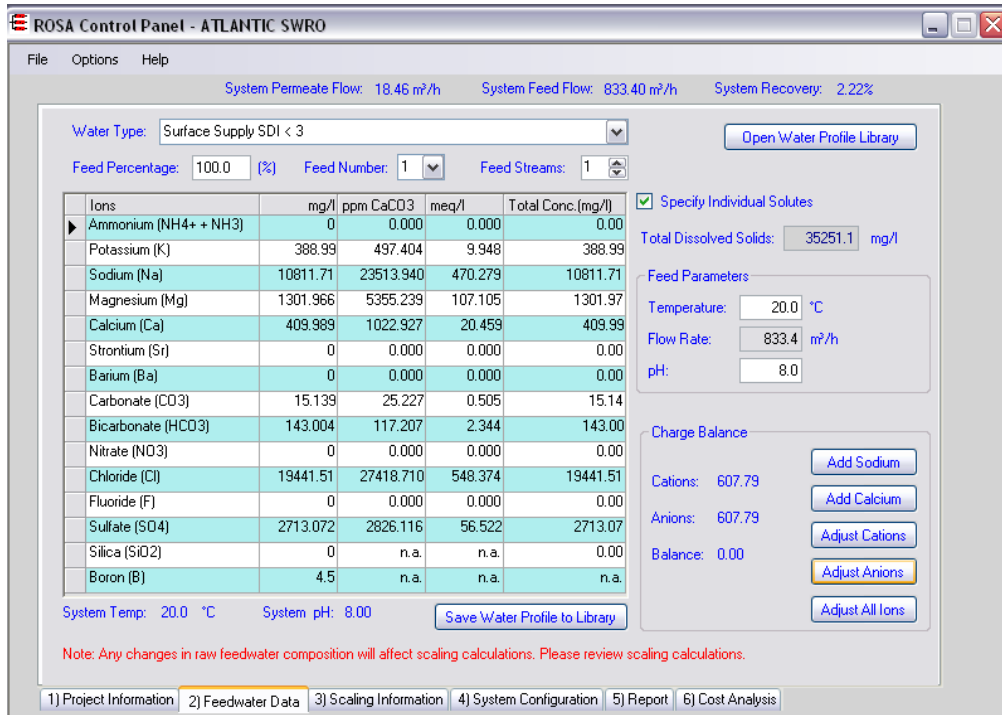 ROSA Control Panel - ATLANTIC SWRO
File Options Help
System Permeate Flow: 18.46 m³/h System Feed Flow: 833.40 m³/h System Recovery: 2.22%
Water Type: Surface Supply SDI < 3 Open Water Profile Library
Feed Percentage: 100.0 (%) Feed Number: 1 Feed Streams: 1
Ions mg/l ppm CaCO3 meq/l Total Conc.(mg/l)
Ammonium (NH4+ + NH3) 0 0.000 0.000 0.00
Potassium (K) 388.99 497.404 9.948 388.99
Sodium (Na) 10811.71 23513.940 470.279 10811.71
Magnesium (Mg) 1301.966 5355.239 107.105 1301.97
Calcium (Ca) 409.989 1022.927 20.459 409.99
Strontium (Sr) 0 0.000 0.000 0.00
Barium (Ba) 0 0.000 0.000 0.00
Carbonate (CO3) 15.139 25.227 0.505 15.14
Bicarbonate (HCO3) 143.004 117.207 2.344 143.00
Nitrate (NO3) 0 0.000 0.000 0.00
Chloride (Cl) 19441.51 27418.710 548.374 19441.51
Fluoride (F) 0 0.000 0.000 0.00
Sulfate (SO4) 2713.072 2826.116 56.522 2713.07
Silica (SiO2) 0 n.a. n.a. 0.00
Boron (B) 4.5 n.a. n.a. n.a.
System Temp: 20.0 °C System pH: 8.00 Save Water Profile to Library
Specify Individual Solutes
Total Dissolved Solids: 35251.1 mg/l
Feed Parameters
Temperature: 20.0 °C
Flow Rate: 833.4 m³/h
pH: 8.0
Charge Balance
Cations: 607.79
Anions: 607.79
Balance: 0.00
Add Sodium
Add Calcium
Adjust Cations
Adjust Anions
Adjust All Ions
Note: Any changes in raw feedwater composition will affect scaling calculations. Please review scaling calculations.
1) Project Information 2) Feedwater Data 3) Scaling Information 4) System Configuration 5) Report 6) Cost Analysis